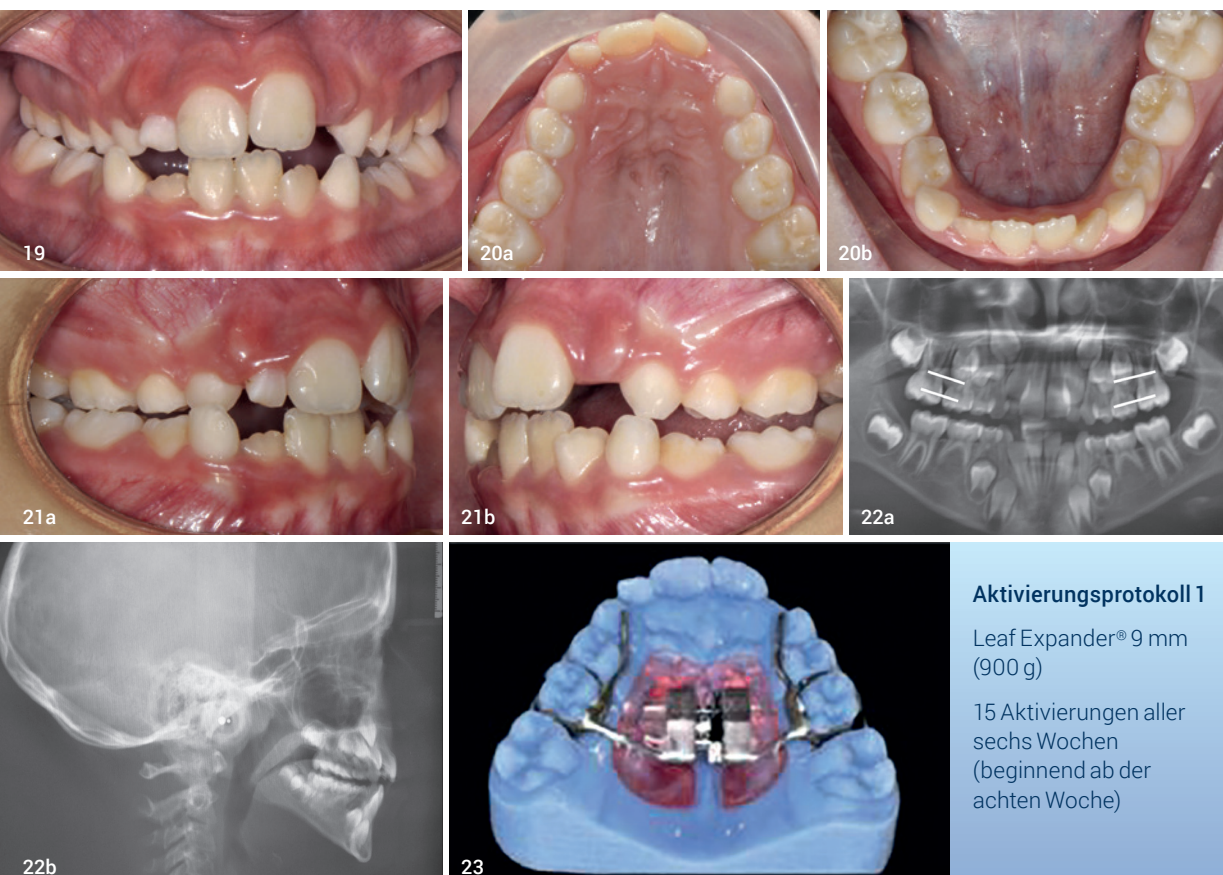 19
20a
20b
21a
21b
22a
22b
23
Aktivierungsprotokoll 1
Leaf Expander® 9 mm
(900 g)
15 Aktivierungen aller
sechs Wochen
(beginnend ab der
achten Woche)